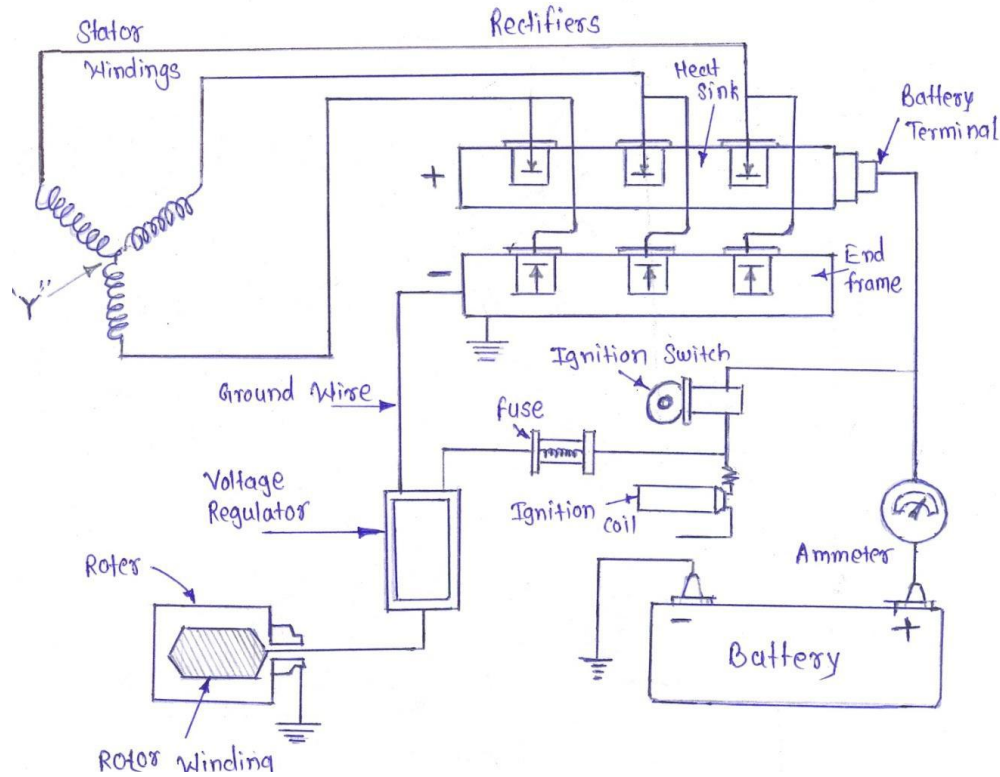 Stator
Windings
Rectifiers
Heat
Sink
Battery
Terminal
+
-
End
frame
"Y"
Ignition Switch
Ground Wire
fuse
Voltage
Regulator
Ignition
Coil
Ammeter
Roter
- +
Battery
Rotor Winding